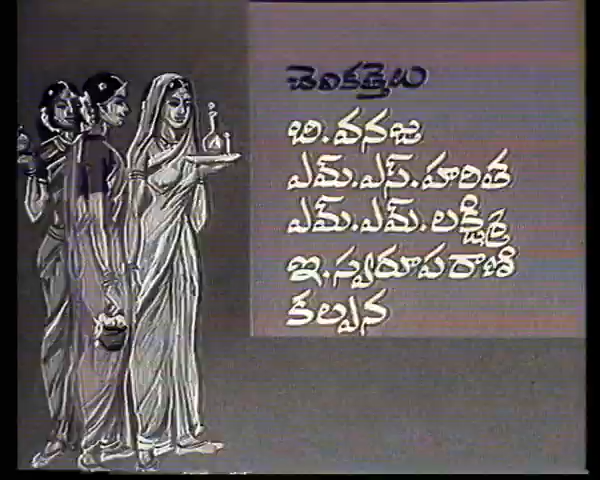 చెలికత్తెలు
బి.వనజ
ఎమ్.ఎస్.హరిత
ఎమ్.ఎమ్.లక్ష్మి
ఇ.స్వరూపరాణి
కల్పన